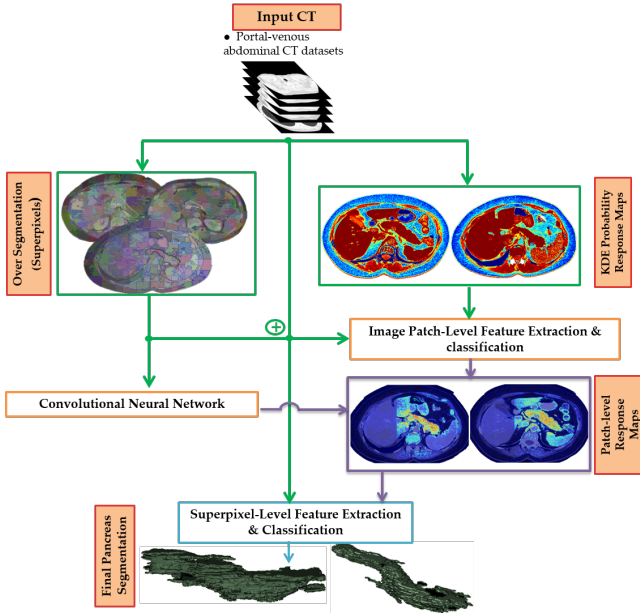 Input CT
● Portal-venous
abdominal CT datasets
Over Segmentation
(Superpixels)
KDE Probability
Response Maps
Image Patch-Level Feature Extraction &
classification
Convolutional Neural Network
Patch-level
Response
Maps
Superpixel-Level Feature Extraction
& Classification
Final Pancreas
Segmentation